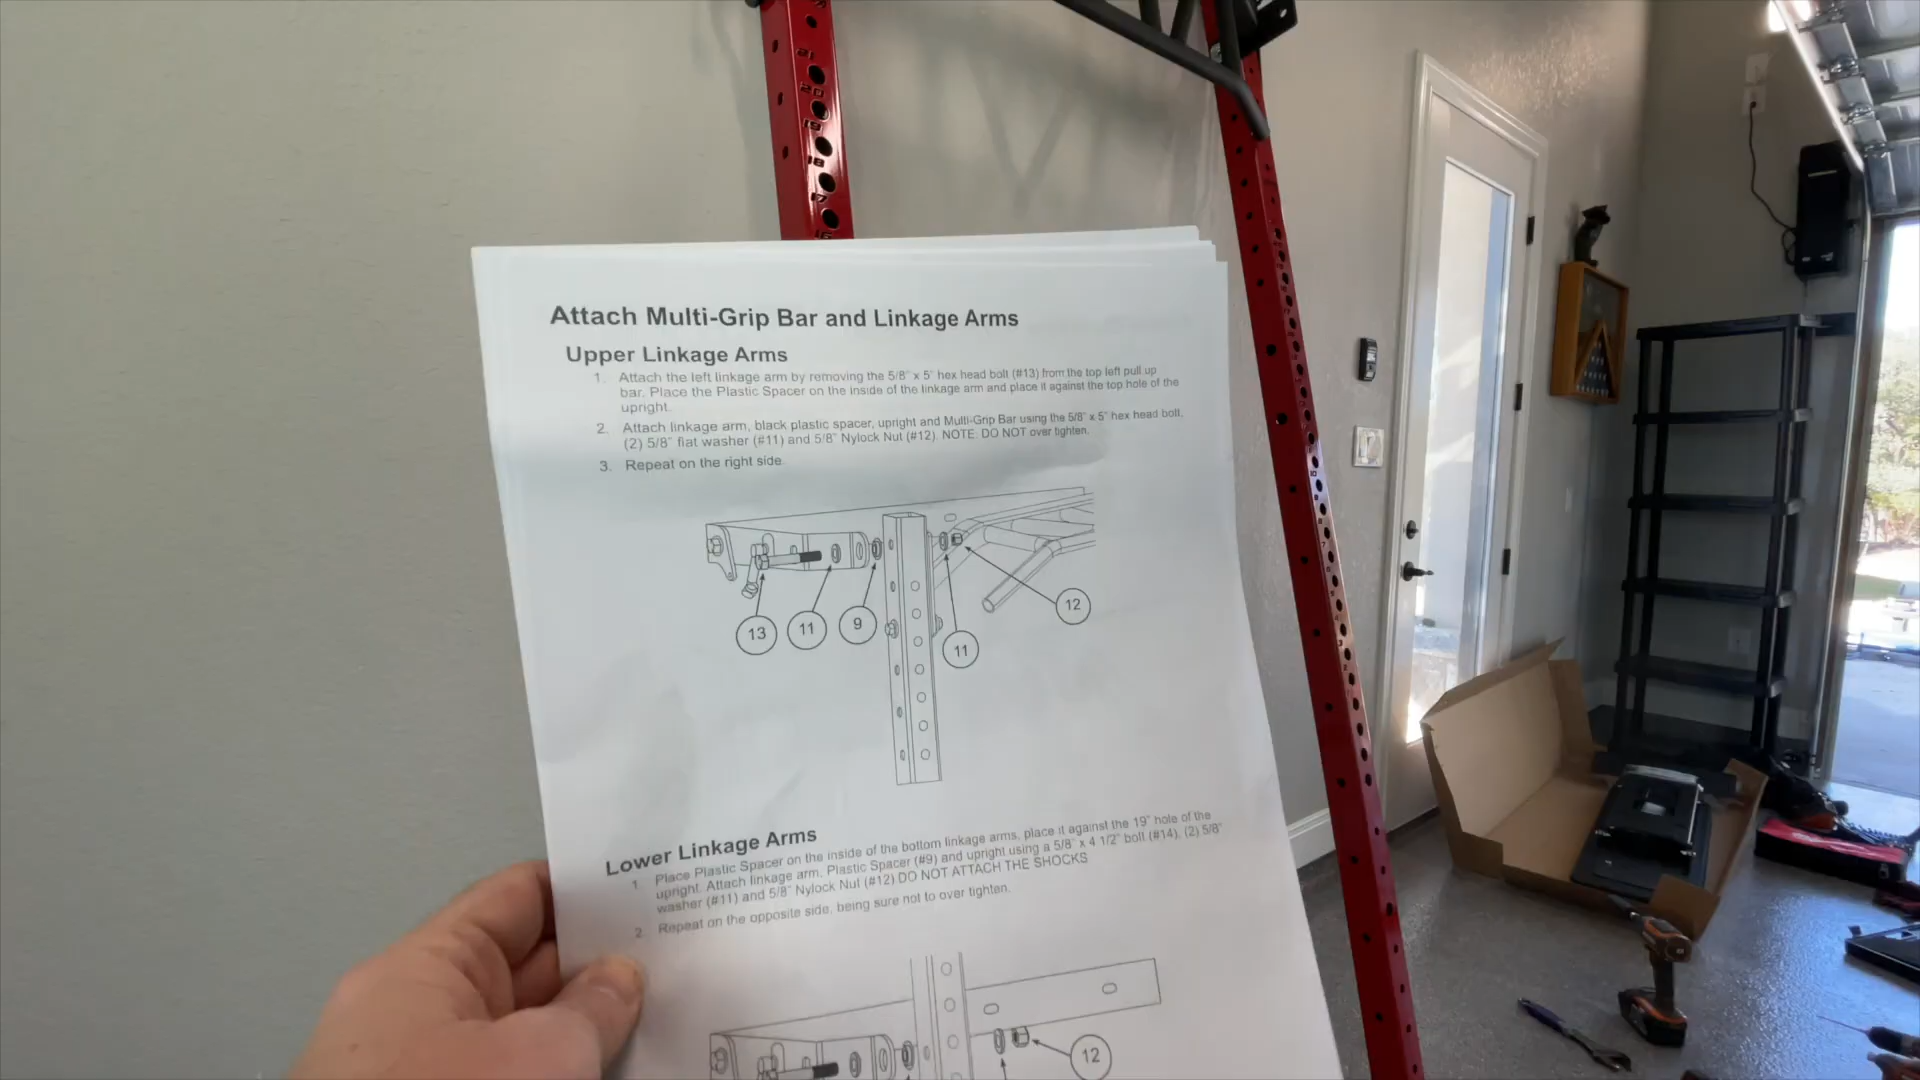 21
20
19
18
17
16
Attach Multi-Grip Bar and Linkage Arms
Upper Linkage Arms
1. Attach the left linkage arm by removing the 5/8" x 5" hex head bolt (#13) from the top left pull up
bar. Place the Plastic Spacer on the inside of the linkage arm and place it against the top hole of the
upright.
2. Attach linkage arm, black plastic spacer, upright and Multi-Grip Bar using the 5/8" x 5" hex head bolt,
(2) 5/8" flat washer (#11) and 5/8" Nylock Nut (#12). NOTE: DO NOT over tighten.
3. Repeat on the right side.
13
11
9
11
12
Lower Linkage Arms
1. Place Plastic Spacer on the inside of the bottom linkage arms, place it against the 19" hole of the
upright. Attach linkage arm, Plastic Spacer (#9) and upright using a 5/8" x 4 1/2" bolt (#14), (2) 5/8"
washer (#11) and 5/8" Nylock Nut (#12) DO NOT ATTACH THE SHOCKS
2. Repeat on the opposite side, being sure not to over tighten.
12